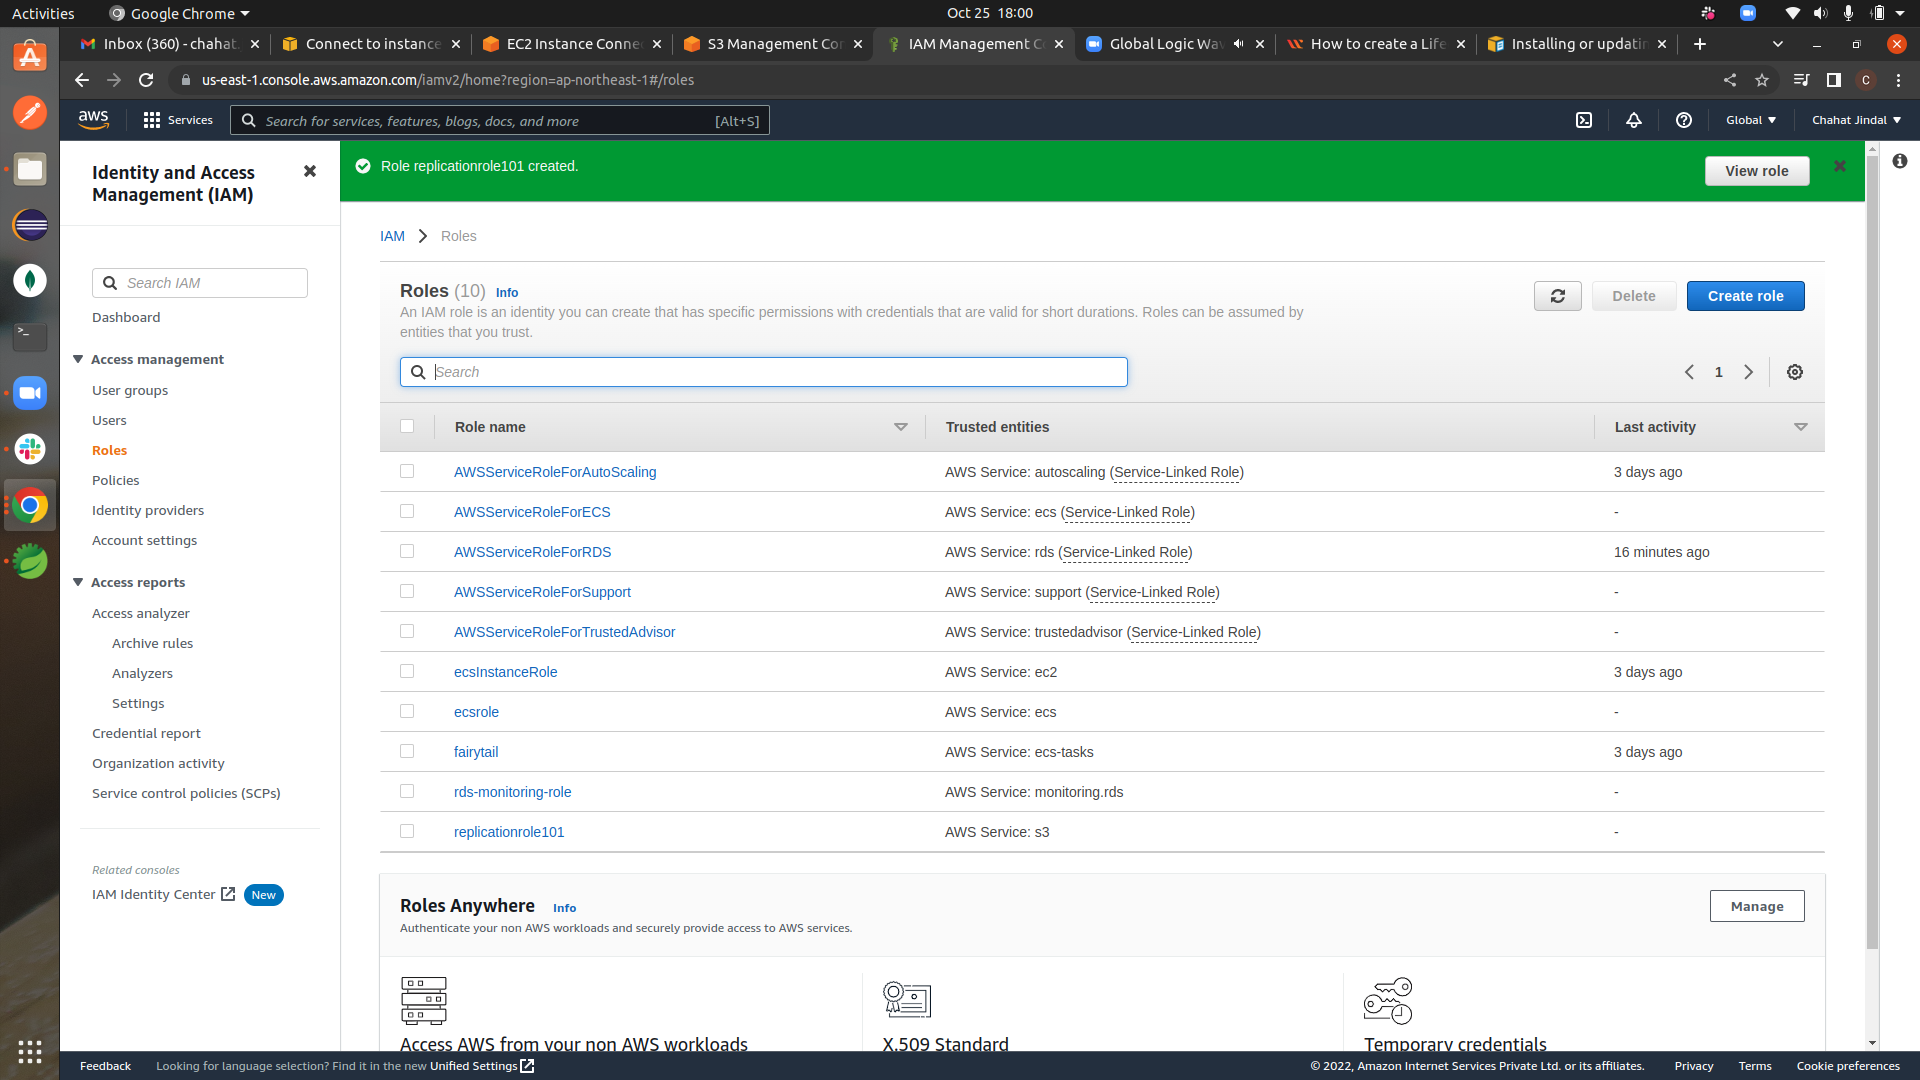 Activities
Google Chrome
Oct 25 18:00
Inbox (360) - chahat.
Connect to instance
EC2 Instance Conne
S3 Management Co
IAM Management C
Global Logic Wav
How to create a Life
Installing or updatin
us-east-1.console.aws.amazon.com/iamv2/home?region=ap-northeast-1#/roles
C
aws
Services
Search for services, features, blogs, docs, and more
[Alt+S]
Global
Chahat Jindal
Identity and Access
Management (IAM)
Search IAM
Dashboard
Access management
User groups
Users
Roles
Policies
Identity providers
Account settings
Access reports
Access analyzer
Archive rules
Analyzers
Settings
Credential report
Organization activity
Service control policies (SCPs)
Related consoles
IAM Identity Center
New
Role replicationrole101 created.
View role
IAM
Roles
Roles (10) Info
An IAM role is an identity you can create that has specific permissions with credentials that are valid for short durations. Roles can be assumed by
entities that you trust.
Delete
Create role
Search
1
Role name
Trusted entities
Last activity
AWSServiceRoleForAutoScaling
AWS Service: autoscaling (Service-Linked Role)
3 days ago
AWSServiceRoleForECS
AWS Service: ecs (Service-Linked Role)
-
AWSServiceRoleForRDS
AWS Service: rds (Service-Linked Role)
16 minutes ago
AWSServiceRoleForSupport
AWS Service: support (Service-Linked Role)
-
AWSServiceRoleForTrustedAdvisor
AWS Service: trustedadvisor (Service-Linked Role)
-
ecsInstanceRole
AWS Service: ec2
3 days ago
ecsrole
AWS Service: ecs
-
fairytail
AWS Service: ecs-tasks
3 days ago
rds-monitoring-role
AWS Service: monitoring.rds
-
replicationrole101
AWS Service: s3
-
Roles Anywhere Info
Authenticate your non AWS workloads and securely provide access to AWS services.
Manage
Access AWS from your non AWS workloads
X.509 Standard
Temporary credentials
Feedback
Looking for language selection? Find it in the new Unified Settings
© 2022, Amazon Internet Services Private Ltd. or its affiliates.
Privacy
Terms
Cookie preferences